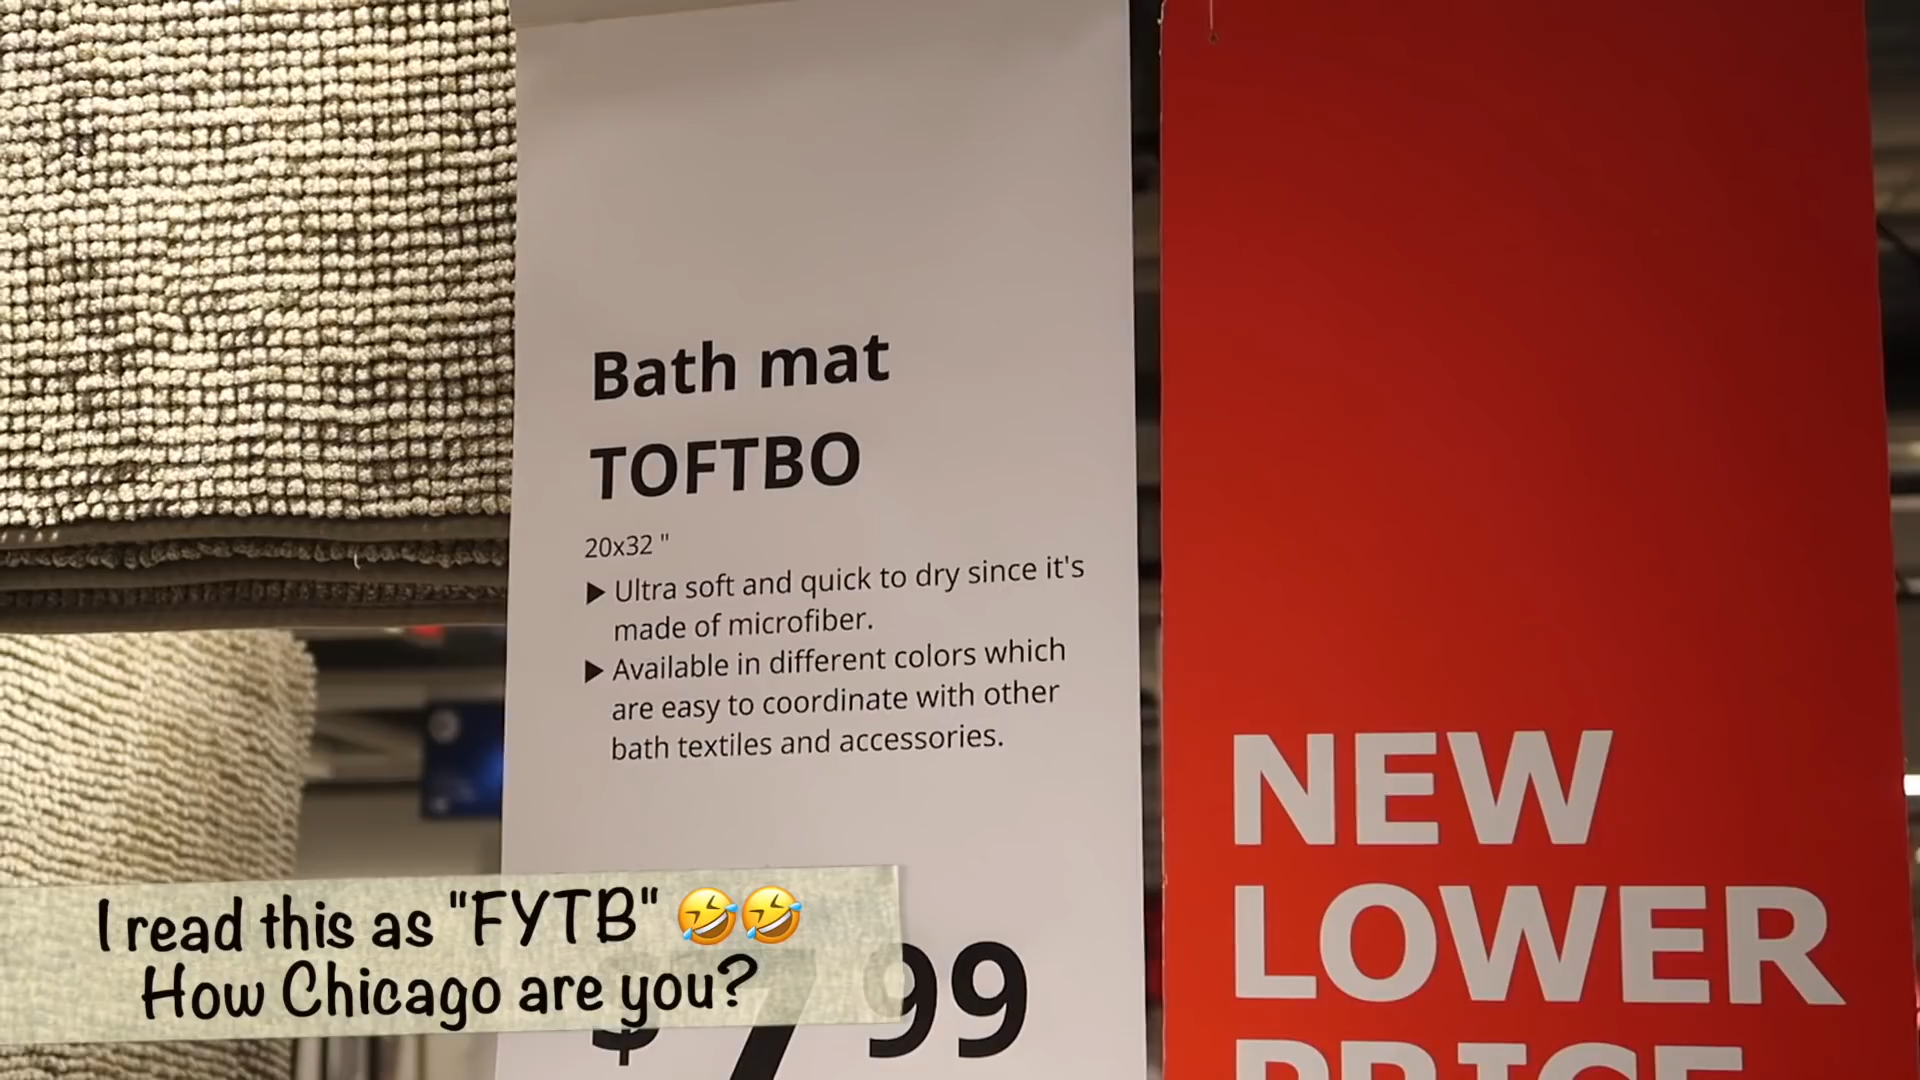 Bath mat
TOFTBO
20x32 "
▶ Ultra soft and quick to dry since it's
made of microfiber.
▶ Available in different colors which
are easy to coordinate with other
bath textiles and accessories.
$7.99
NEW
LOWER
PRICE
I read this as "FYTB" 🤣🤣
How Chicago are you?